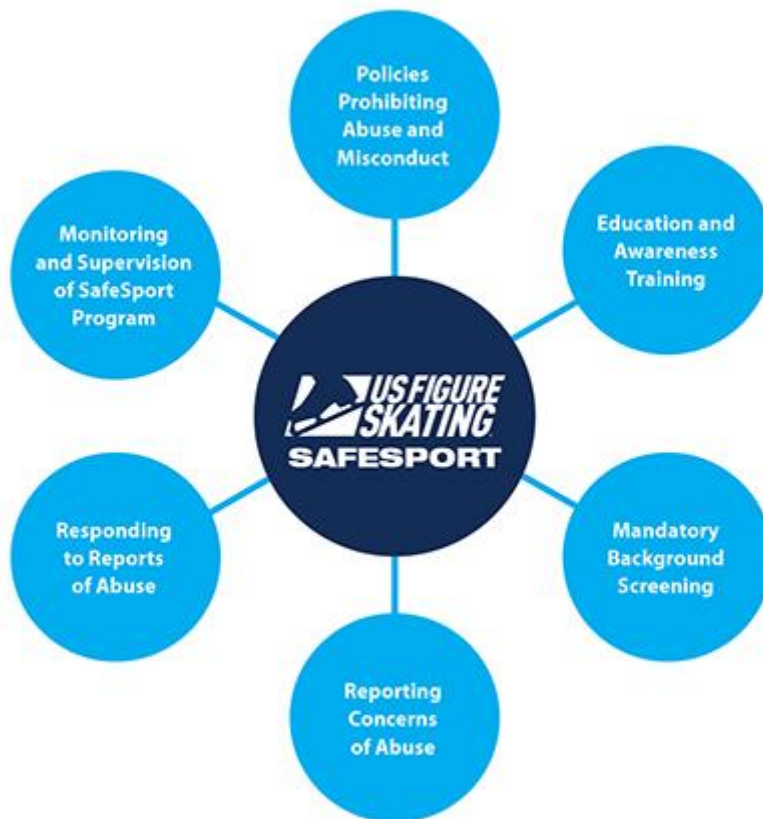 Policies
Prohibiting
Abuse and
Misconduct
Education and
Awareness
Training
Mandatory
Background
Screening
Reporting
Concerns
of Abuse
Responding
to Reports
of Abuse
Monitoring
and Supervision
of SafeSport
Program
US FIGURE
SKATING
SAFESPORT